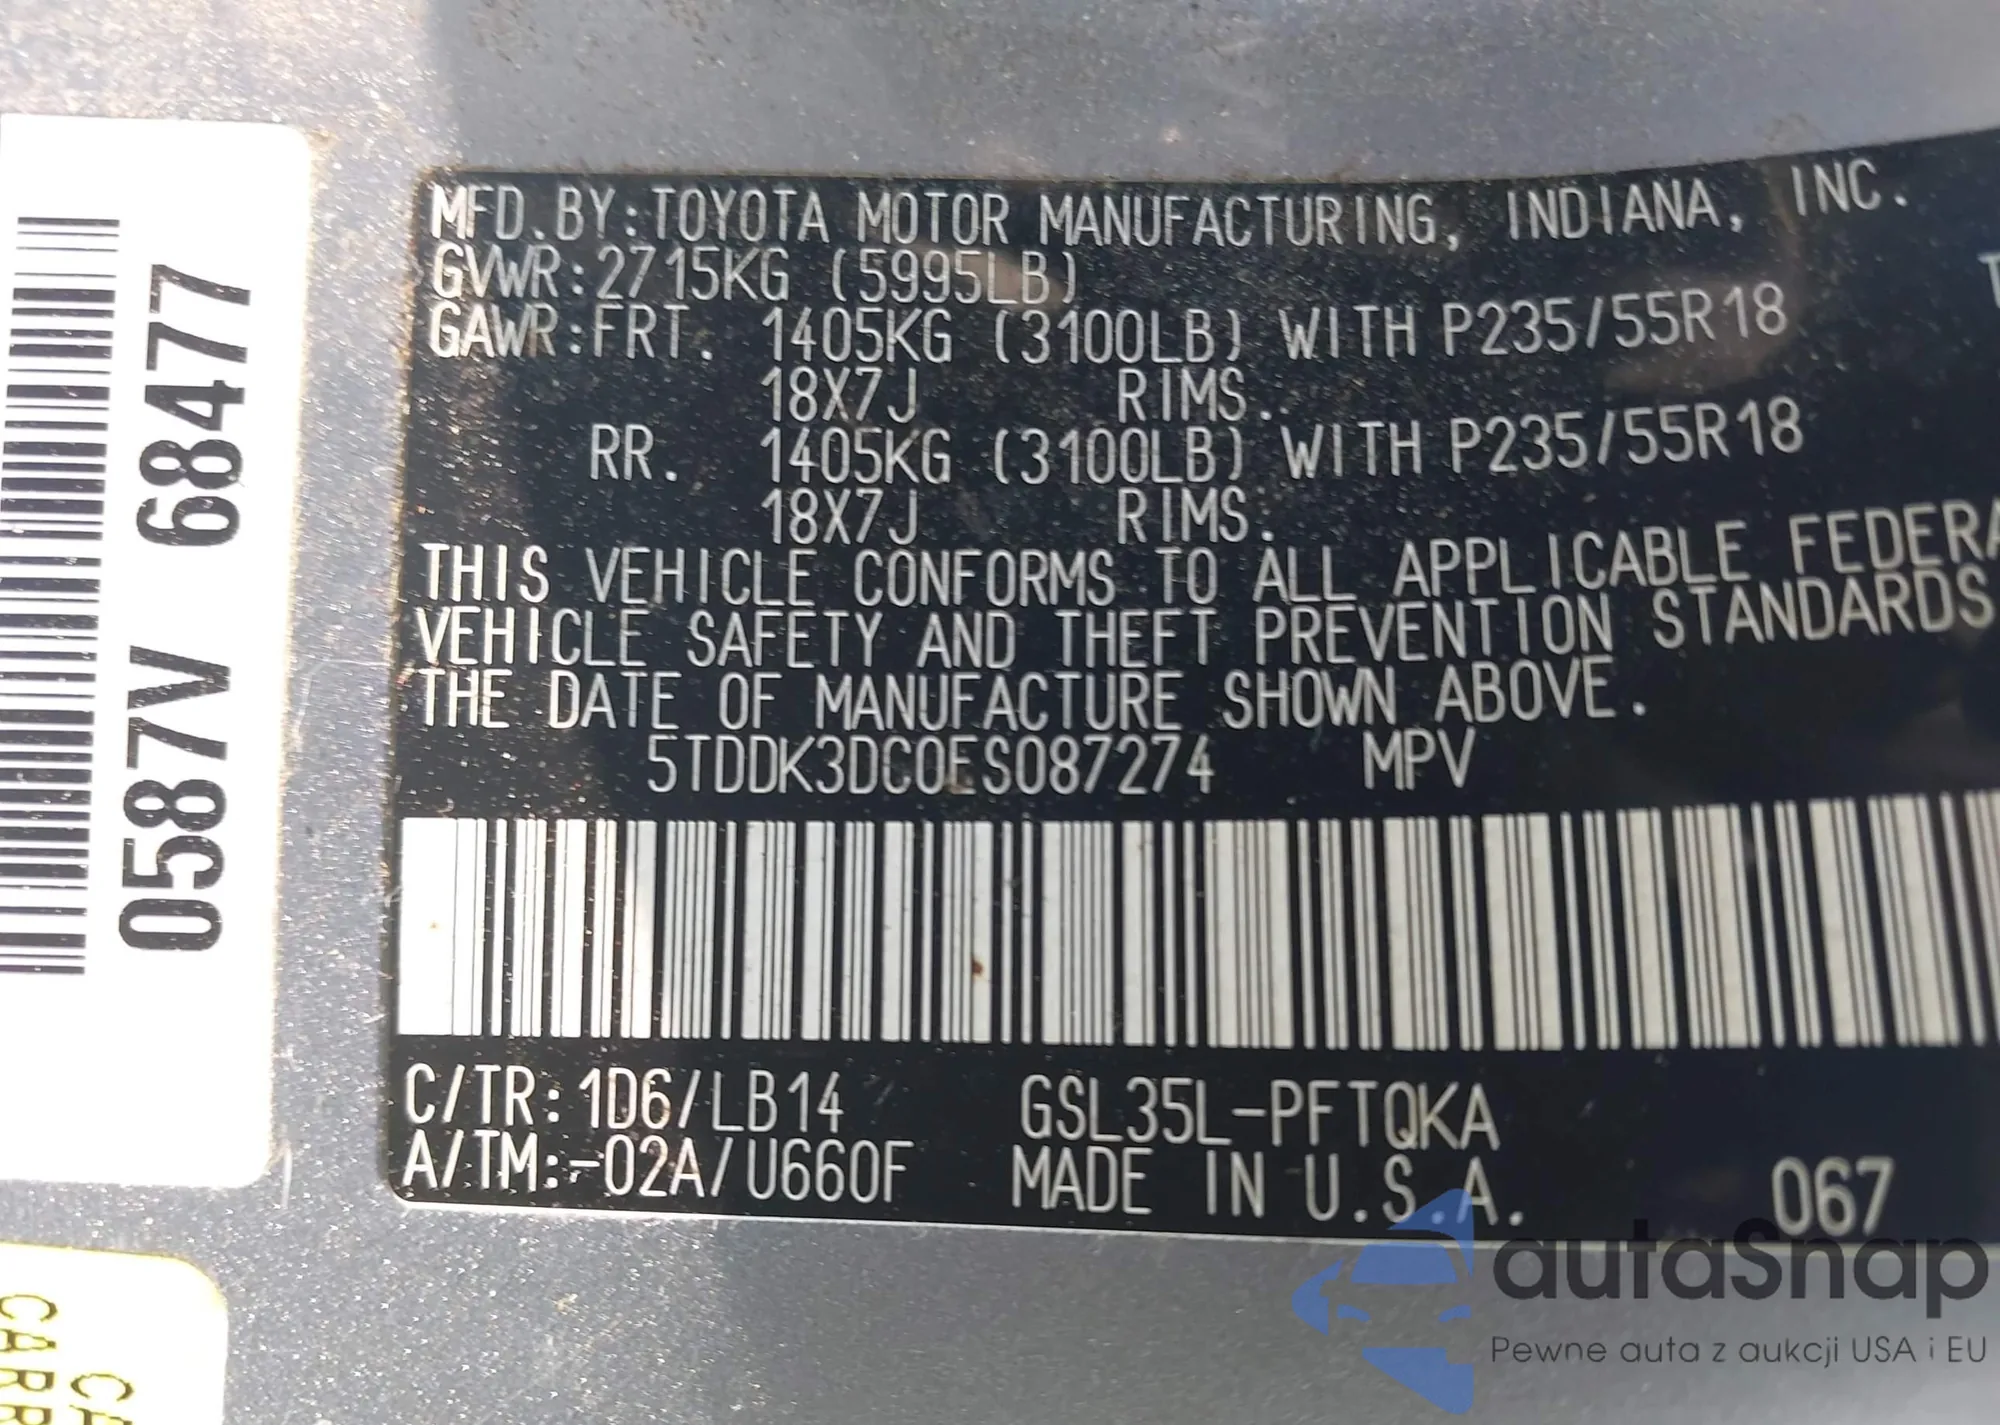 0587V 68477
MFD.BY:TOYOTA MOTOR MANUFACTURING, INDIANA, INC.
GVWR:2715KG (5995LB)
GAWR:FRT. 1405KG (3100LB) WITH P235/55R18
18X7J RIMS.
RR. 1405KG (3100LB) WITH P235/55R18
18X7J RIMS.
THIS VEHICLE CONFORMS TO ALL APPLICABLE FEDERA
VEHICLE SAFETY AND THEFT PREVENTION STANDARDS
THE DATE OF MANUFACTURE SHOWN ABOVE.
5TDDK3DC0ES087274 MPV
C/TR:1D6/LB14 GSL35L-PFTQKA
A/TM:-02A/U660F MADE IN U.S.A. 067
autaSnap
Pewne auta z aukcji USA i EU